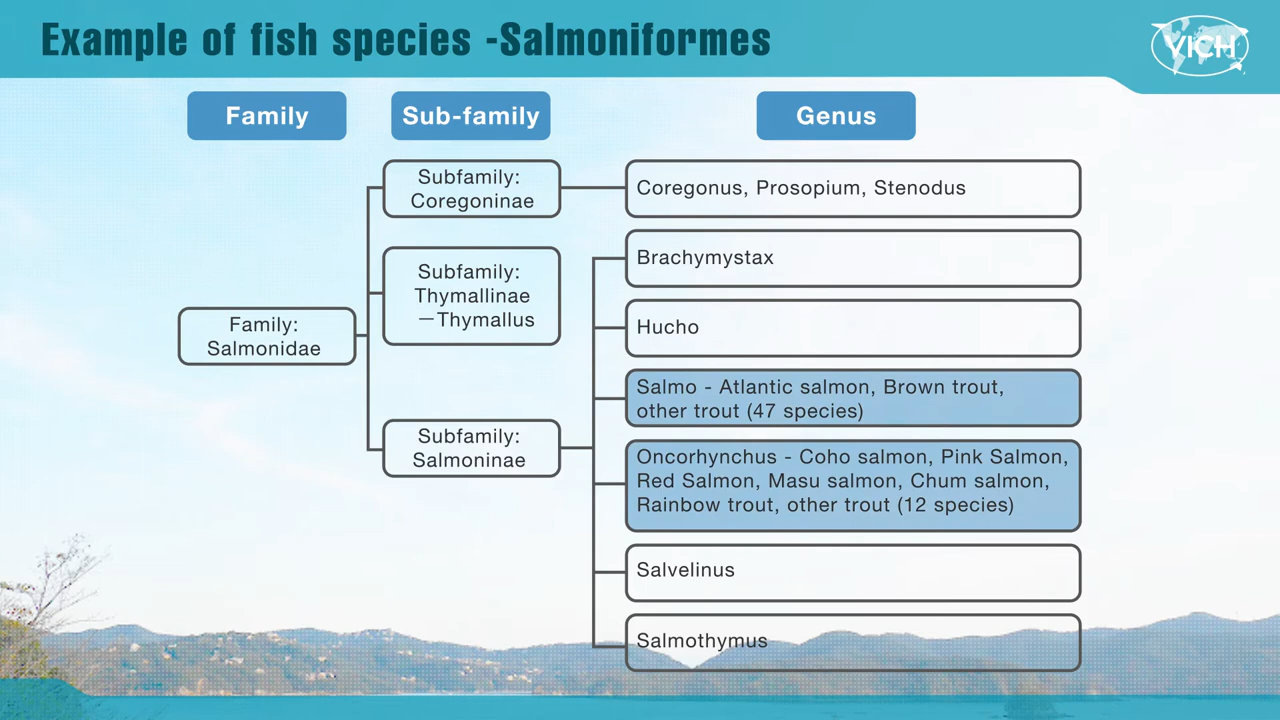 Example of fish species -Salmoniformes
VICH
Family
Sub-family
Genus
Family:
Salmonidae
Subfamily:
Coregoninae
Subfamily:
Thymallinae
—Thymallus
Subfamily:
Salmoninae
Coregonus, Prosopium, Stenodus
Brachymystax
Hucho
Salmo - Atlantic salmon, Brown trout,
other trout (47 species)
Oncorhynchus - Coho salmon, Pink Salmon,
Red Salmon, Masu salmon, Chum salmon,
Rainbow trout, other trout (12 species)
Salvelinus
Salmothymus